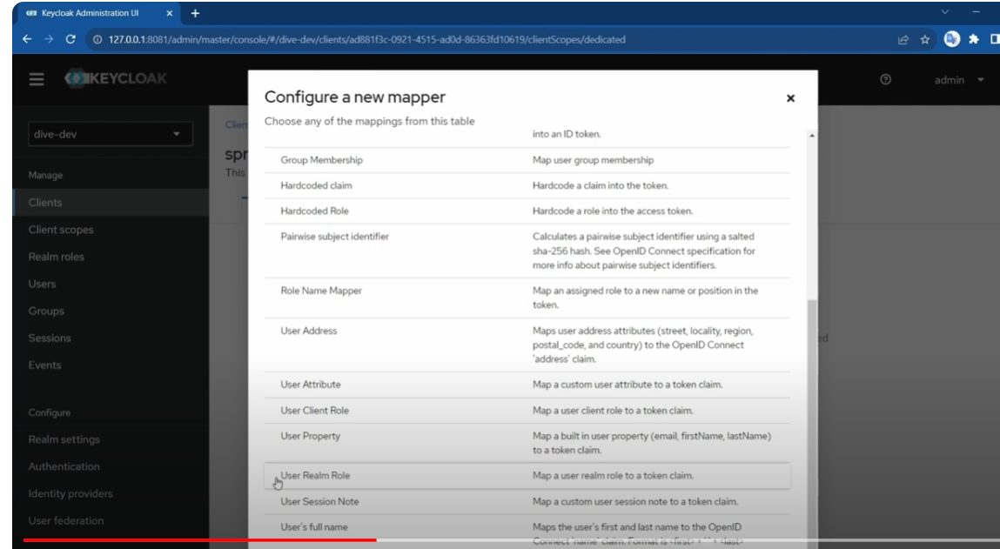 Keycloak Administration UI
127.0.0.1:8081/admin/master/console/#/dive-dev/clients/ad881f3c-0921-4515-ad0d-86363fd10619/clientScopes/dedicated
KEYCLOAK
admin
dive-dev
Manage
Clients
Client scopes
Realm roles
Users
Groups
Sessions
Events
Configure
Realm settings
Authentication
Identity providers
User federation
Clien
spr
This
ed
Configure a new mapper
Choose any of the mappings from this table
into an ID token.
Group Membership Map user group membership
Hardcoded claim Hardcode a claim into the token.
Hardcoded Role Hardcode a role into the access token.
Pairwise subject identifier Calculates a pairwise subject identifier using a salted
sha-256 hash. See OpenID Connect specification for
more info about pairwise subject identifiers.
Role Name Mapper Map an assigned role to a new name or position in the
token.
User Address Maps user address attributes (street, locality, region,
postal_code, and country) to the OpenID Connect
'address' claim.
User Attribute Map a custom user attribute to a token claim.
User Client Role Map a user client role to a token claim.
User Property Map a built in user property (email, firstName, lastName)
to a token claim.
User Realm Role Map a user realm role to a token claim.
User Session Note Map a custom user session note to a token claim.
User's full name Maps the user's first and last name to the OpenID
Connect 'name' claim. Format is <first> + ' ' + <last>